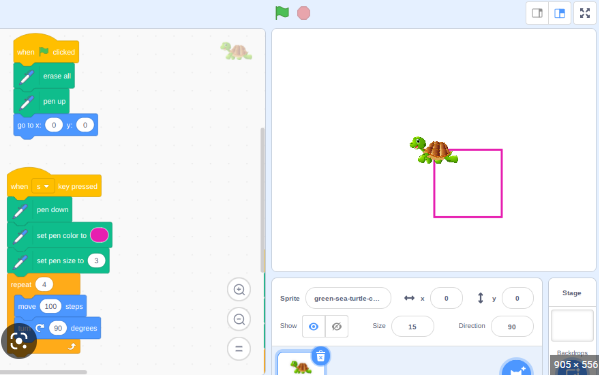 when clicked
erase all
pen up
go to x: 0 y: 0
when s key pressed
pen down
set pen color to
set pen size to 3
repeat 4
move 100 steps
90 degrees
Sprite green-sea-turtle-c... x 0 y 0
Show Size 15 Direction 90
Stage
Backdrops
905 × 556